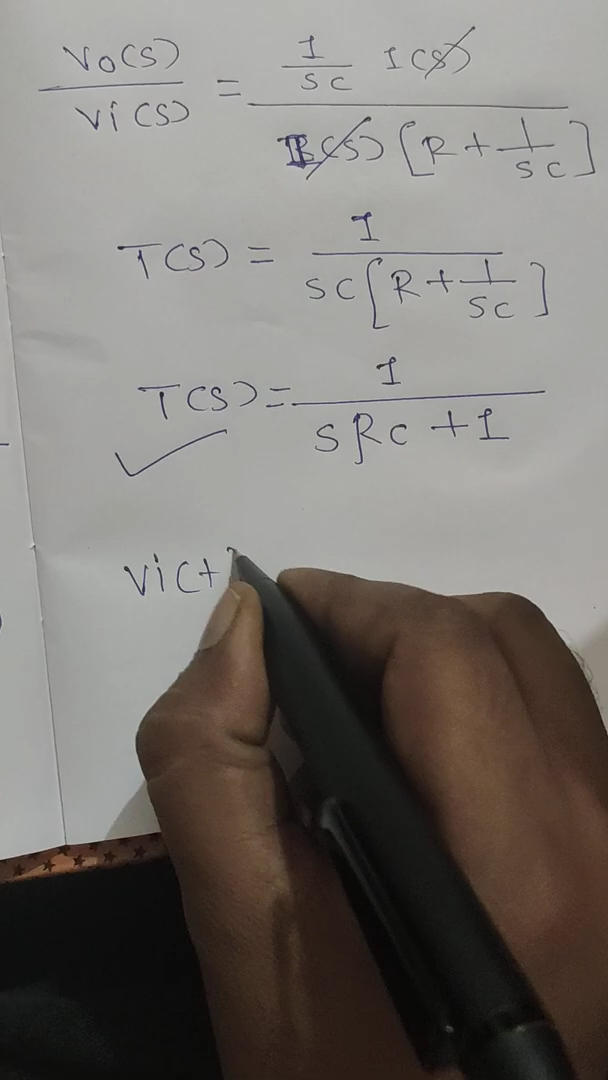 Vo(s)/Vi(s) = 1/sc I(s) / I(s) [R + 1/sc]
T(s) = 1 / sc[R + 1/sc]
T(s) = 1 / sRc + 1
Vi(t)